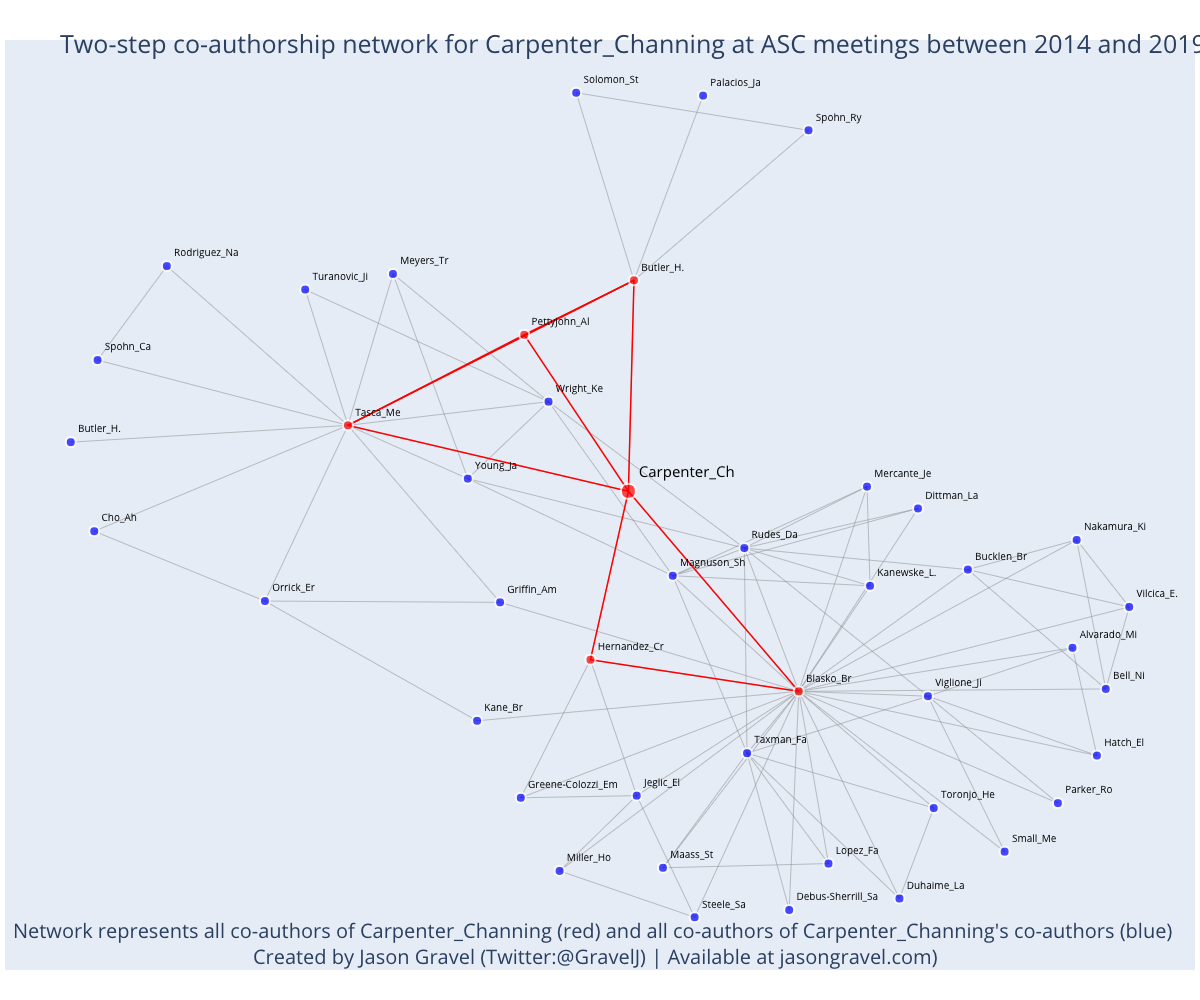 Two-step co-authorship network for Carpenter_Channing at ASC meetings between 2014 and 2019
Solomon_St
Palacios_Ja
Spohn_Ry
Rodriguez_Na
Meyers_Tr
Butler_H.
Turanovic_Ji
Pettyjohn_Al
Spohn_Ca
Wright_Ke
Tasca_Me
Butler_H.
Young_Ja
Carpenter_Ch
Mercante_Je
Dittman_La
Cho_Ah
Rudes_Da
Nakamura_Ki
Magnuson_Sh
Bucklen_Br
Kanewske_L.
Orrick_Er
Griffin_Am
Vilcica_E.
Alvarado_Mi
Hernandez_Cr
Blasko_Br
Viglione_Ji
Bell_Ni
Kane_Br
Taxman_Fa
Hatch_El
Greene-Colozzi_Em
Jeglic_El
Toronjo_He
Parker_Ro
Small_Me
Miller_Ho
Maass_St
Lopez_Fa
Duhaime_La
Debus-Sherrill_Sa
Steele_Sa
Network represents all co-authors of Carpenter_Channing (red) and all co-authors of Carpenter_Channing's co-authors (blue)
Created by Jason Gravel (Twitter:@GravelJ) | Available at jasongravel.com)